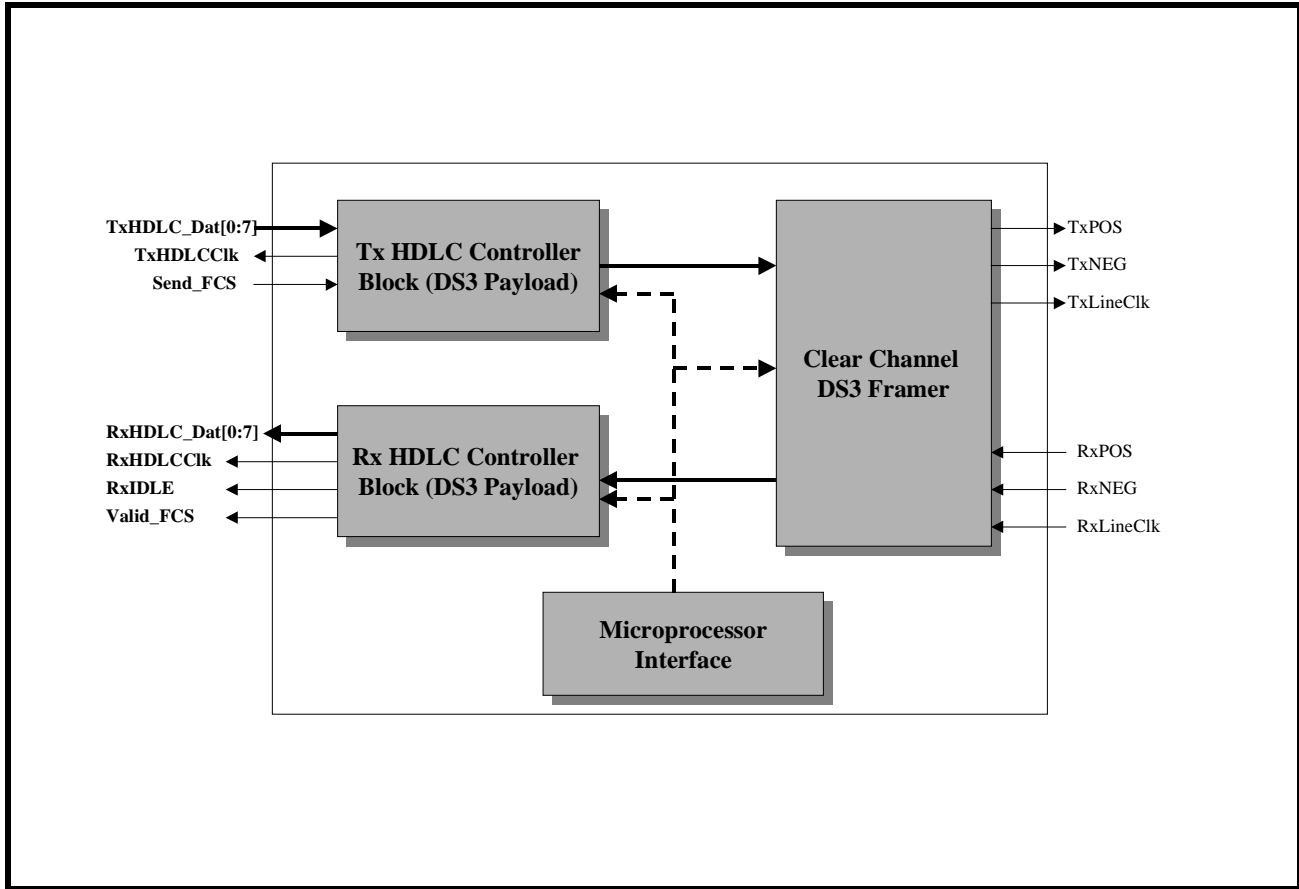 TxHDLC_Dat[0:7]
TxHDLCClk
Send_FCS
Tx HDLC Controller
Block (DS3 Payload)
TxPOS
TxNEG
TxLineClk
Clear Channel
DS3 Framer
RxHDLC_Dat[0:7]
RxHDLCClk
RxIDLE
Valid_FCS
Rx HDLC Controller
Block (DS3 Payload)
RxPOS
RxNEG
RxLineClk
Microprocessor
Interface